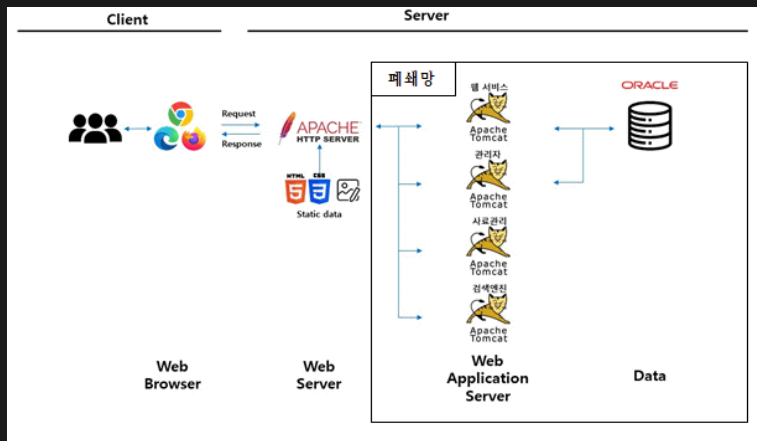 Client
Server
폐쇄망
웹 서비스
ORACLE
Request
APACHE
HTTP SERVER
Response
Apache
Tomcat
관리자
HTML
CSS
Static data
Apache
Tomcat
사료관리
Apache
Tomcat
검색엔진
Apache
Tomcat
Web
Browser
Web
Server
Web
Application
Server
Data